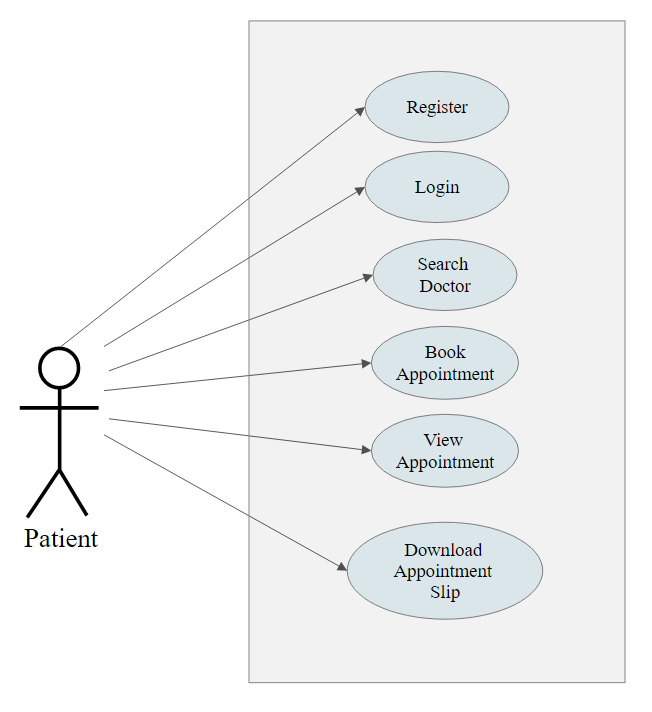 Register
Login
Search
Doctor
Book
Appointment
View
Appointment
Patient
Download
Appointment
Slip